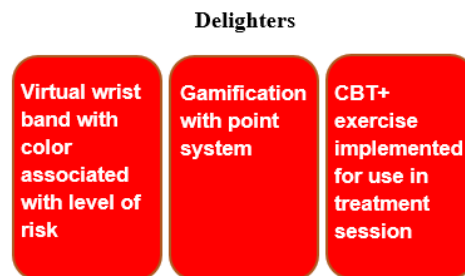 Delighters
Virtual wrist
band with
color
associated
with level of
risk
Gamification
with point
system
CBT+
exercise
implemented
for use in
treatment
session